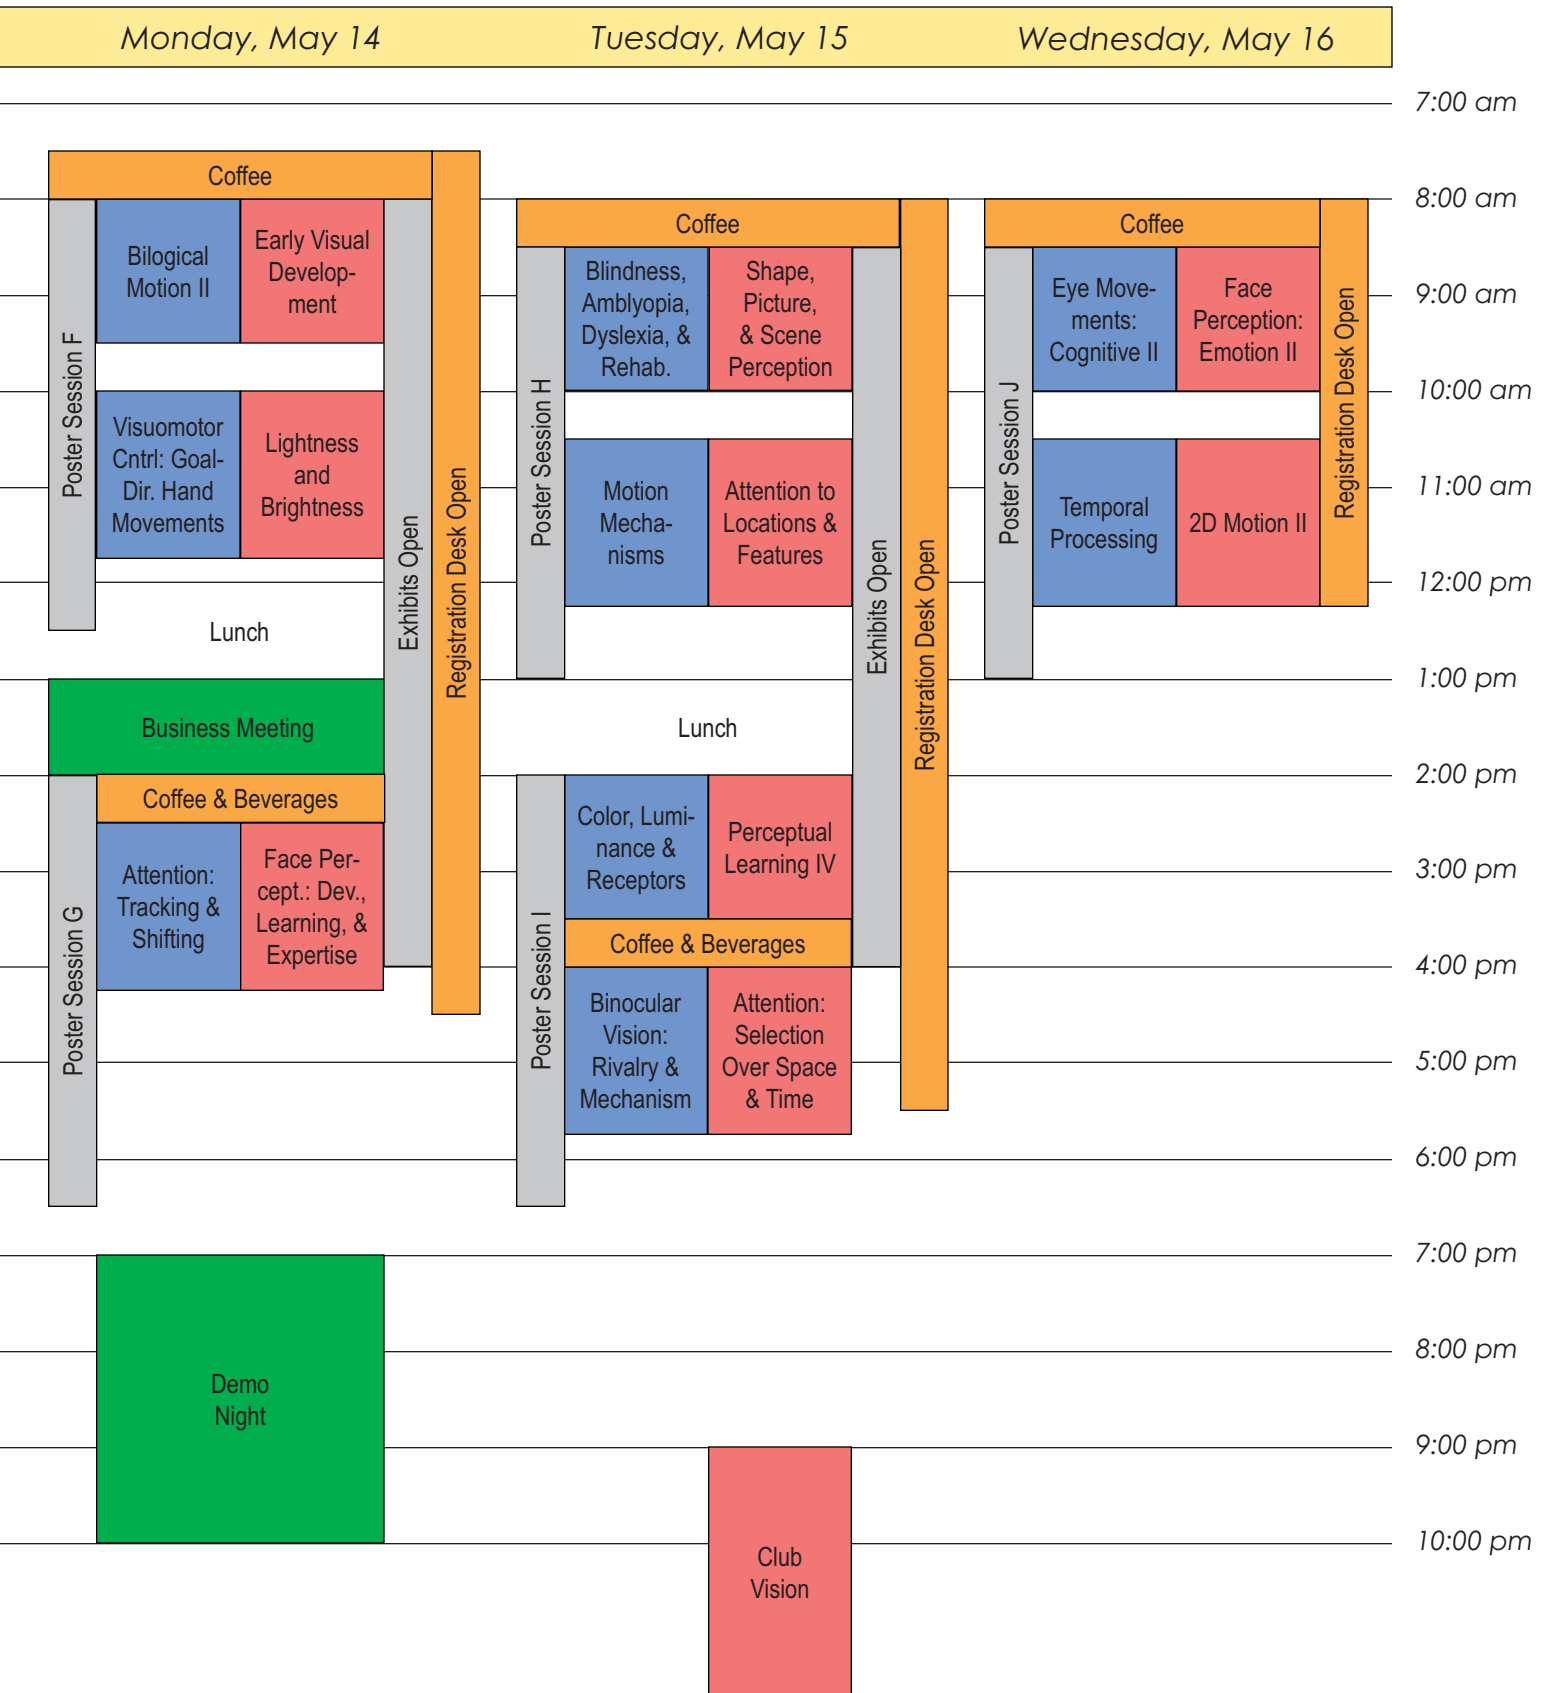 Monday, May 14
Tuesday, May 15
Wednesday, May 16
7:00 am
8:00 am
9:00 am
10:00 am
11:00 am
12:00 pm
1:00 pm
2:00 pm
3:00 pm
4:00 pm
5:00 pm
6:00 pm
7:00 pm
8:00 pm
9:00 pm
10:00 pm
Coffee
Poster Session F
Bilogical
Motion II
Early Visual
Develop-
ment
Visuomotor
Cntrl: Goal-
Dir. Hand
Movements
Lightness
and
Brightness
Exhibits Open
Registration Desk Open
Lunch
Business Meeting
Poster Session G
Coffee & Beverages
Attention:
Tracking &
Shifting
Face Per-
cept.: Dev.,
Learning, &
Expertise
Demo
Night
Coffee
Poster Session H
Blindness,
Amblyopia,
Dyslexia, &
Rehab.
Shape,
Picture,
& Scene
Perception
Motion
Mecha-
nisms
Attention to
Locations &
Features
Exhibits Open
Registration Desk Open
Lunch
Poster Session I
Color, Lumi-
nance &
Receptors
Perceptual
Learning IV
Coffee & Beverages
Binocular
Vision:
Rivalry &
Mechanism
Attention:
Selection
Over Space
& Time
Club
Vision
Coffee
Poster Session J
Eye Move-
ments:
Cognitive II
Face
Perception:
Emotion II
Temporal
Processing
2D Motion II
Registration Desk Open